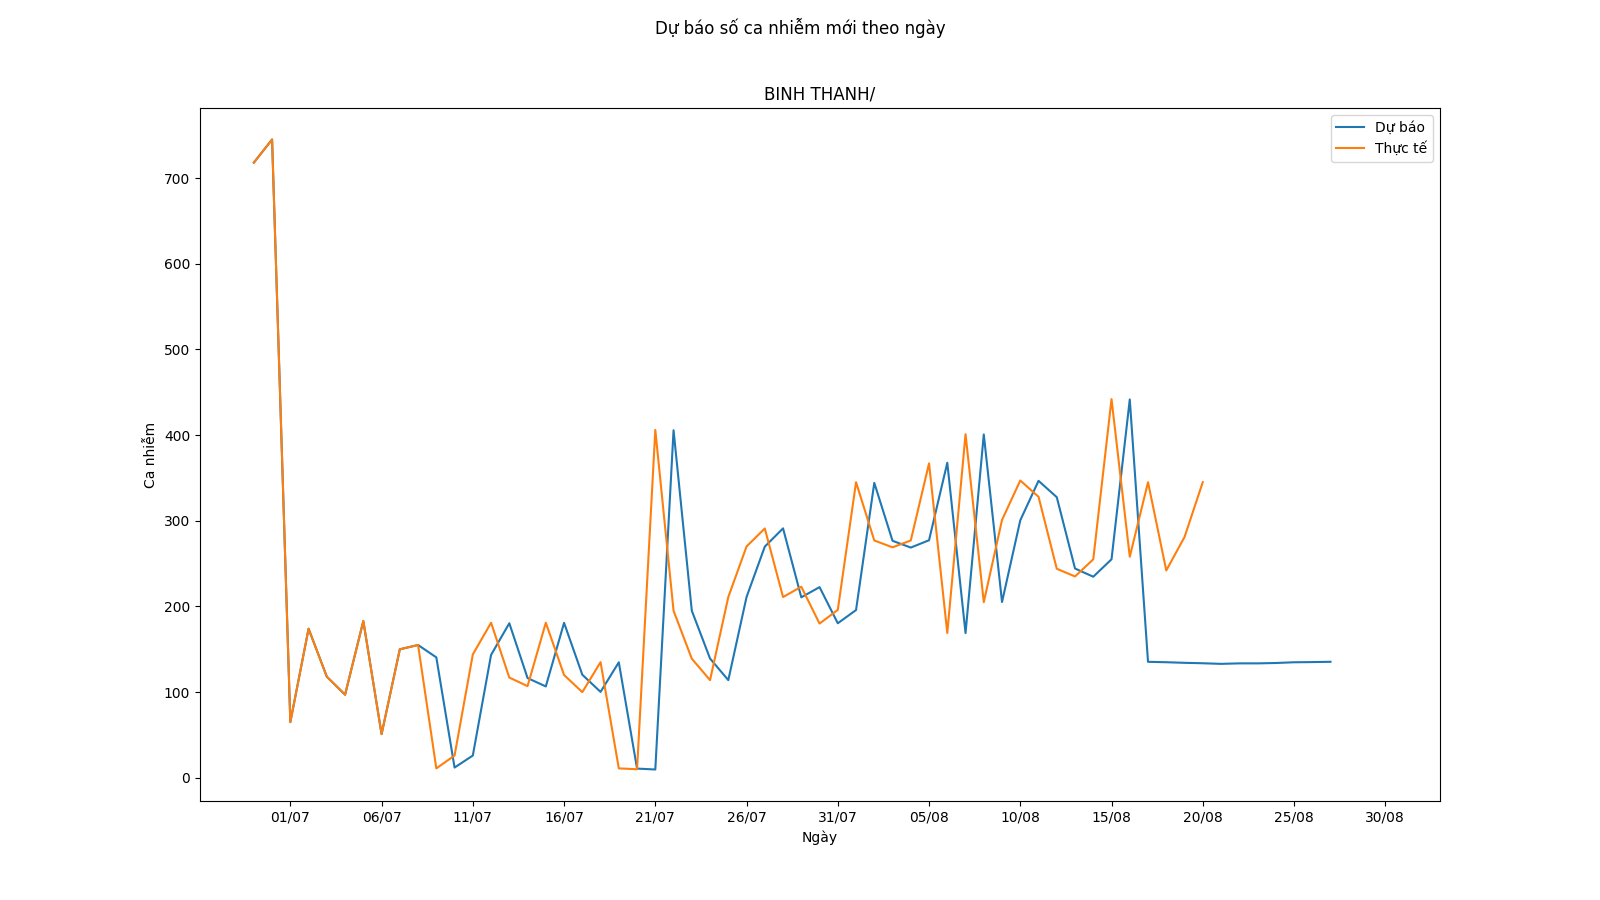 Dự báo số ca nhiễm mới theo ngày
BINH THANH/
Dự báo
Thực tế
700
600
500
400
300
200
100
0
Ca nhiễm
01/07 06/07 11/07 16/07 21/07 26/07 31/07 05/08 10/08 15/08 20/08 25/08 30/08
Ngày